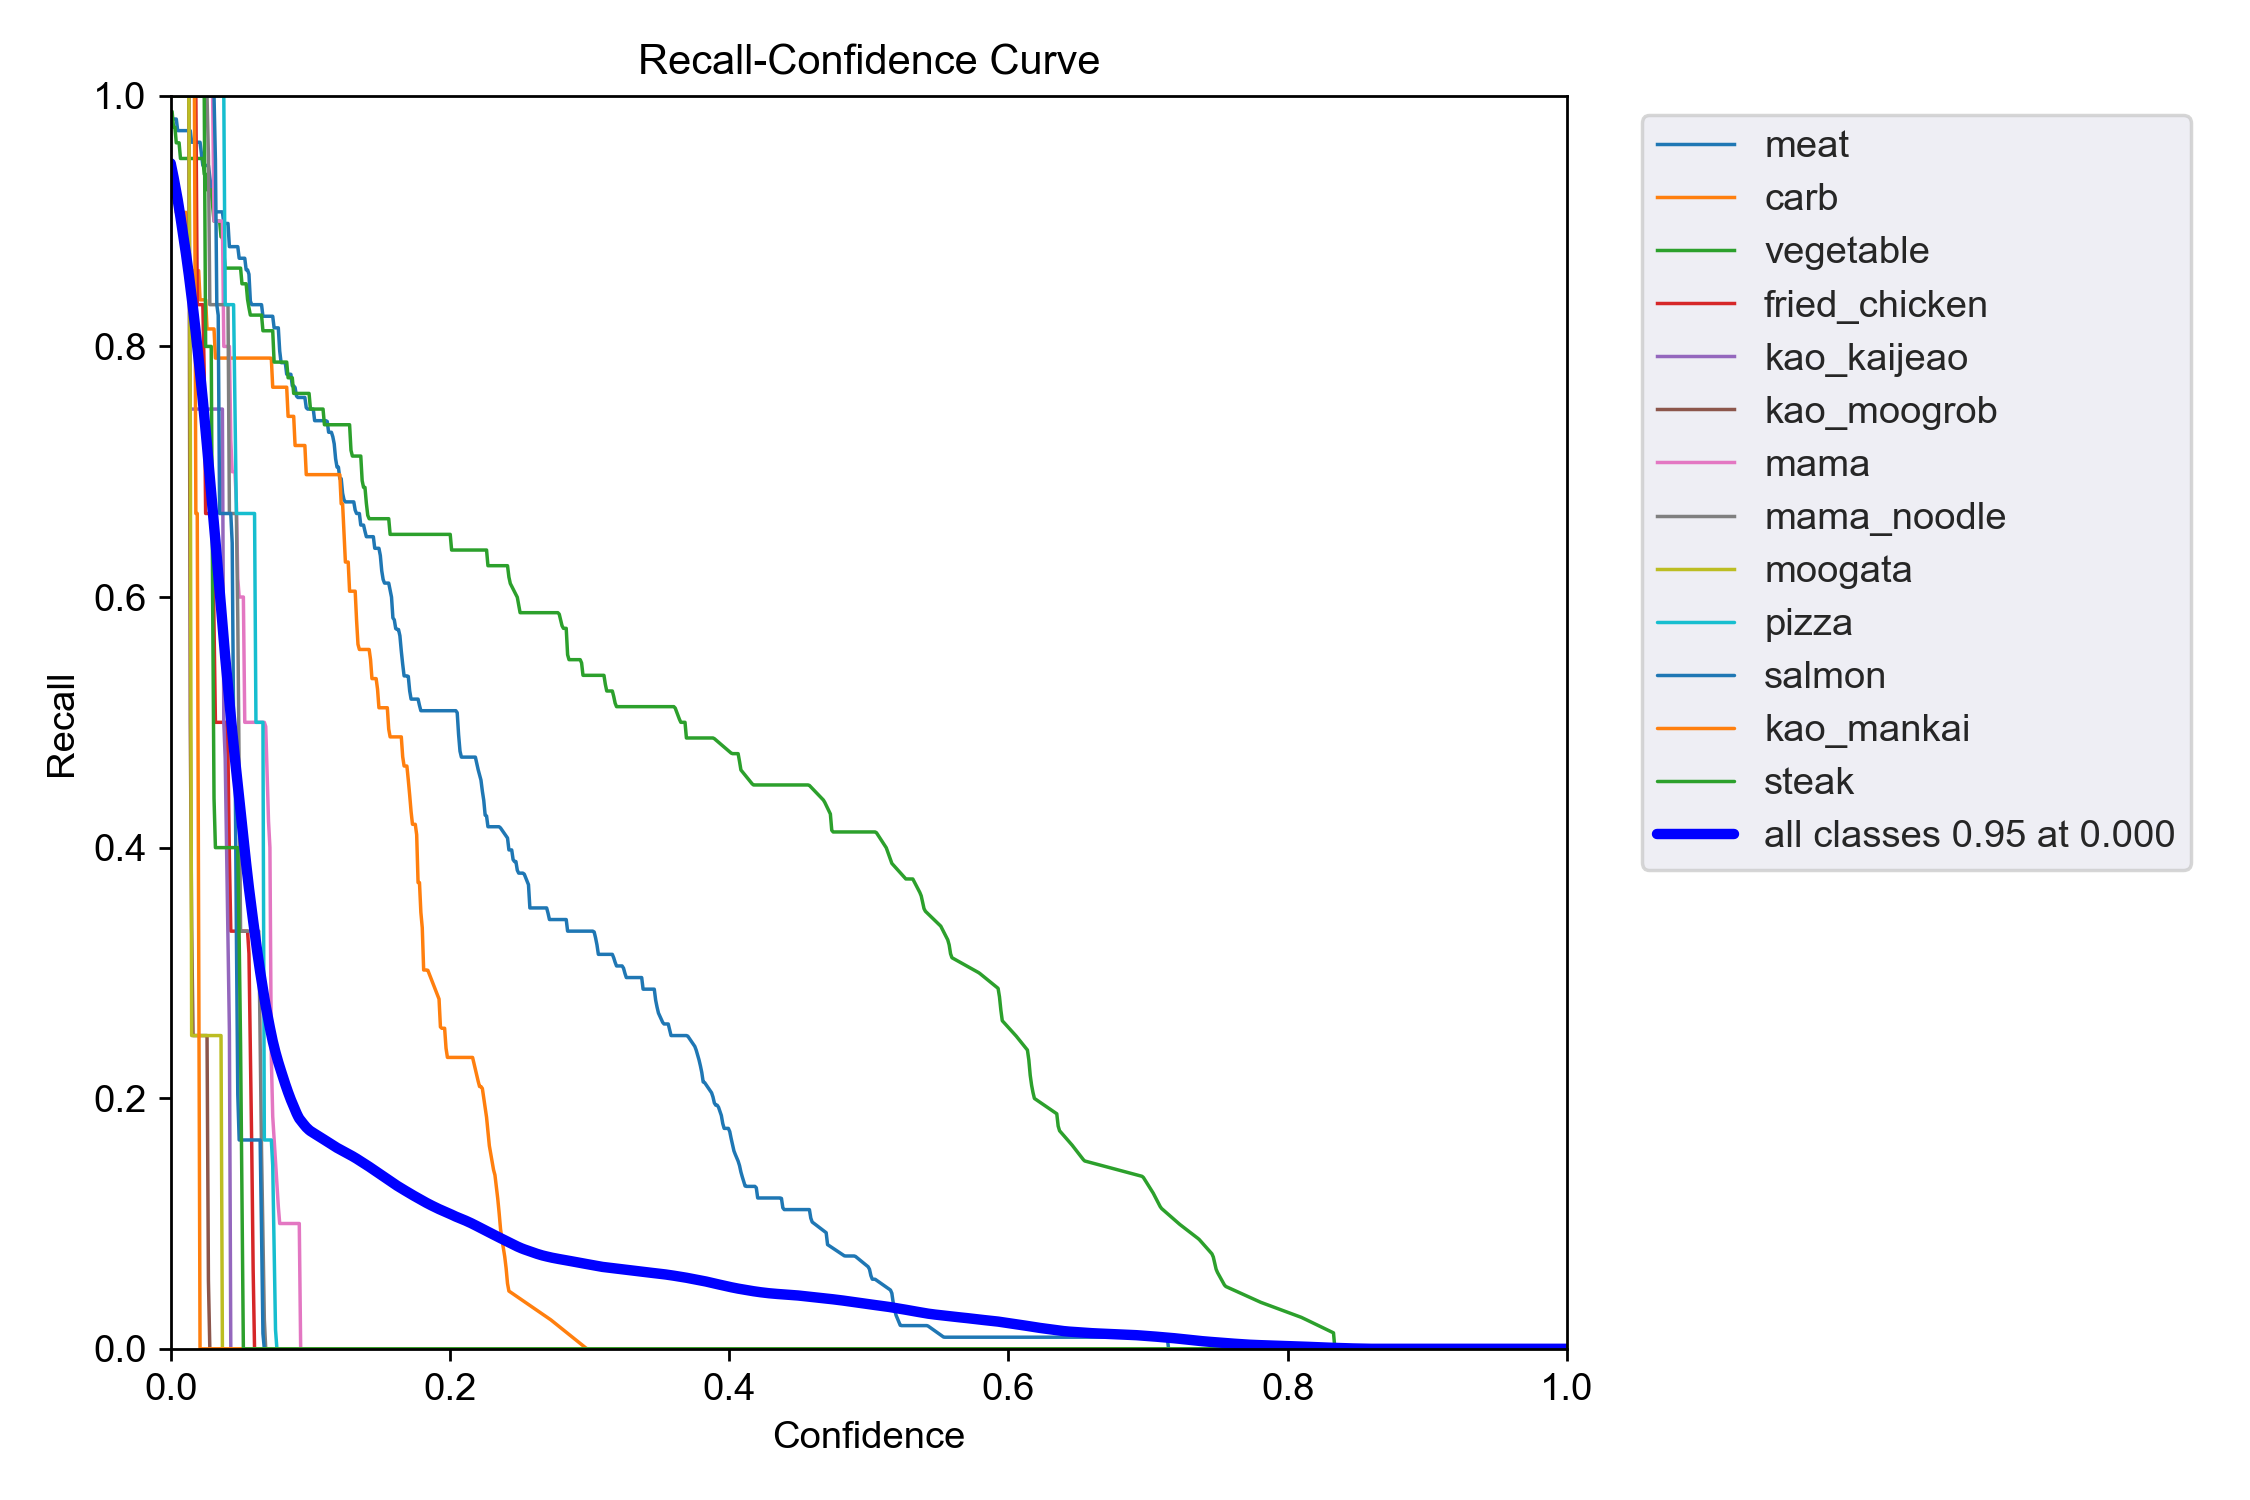 Recall-Confidence Curve
1.0
0.8
0.6
0.4
0.2
0.0
Recall
0.0 0.2 0.4 0.6 0.8 1.0
Confidence
meat
carb
vegetable
fried_chicken
kao_kaijeao
kao_moogrob
mama
mama_noodle
moogata
pizza
salmon
kao_mankai
steak
all classes 0.95 at 0.000